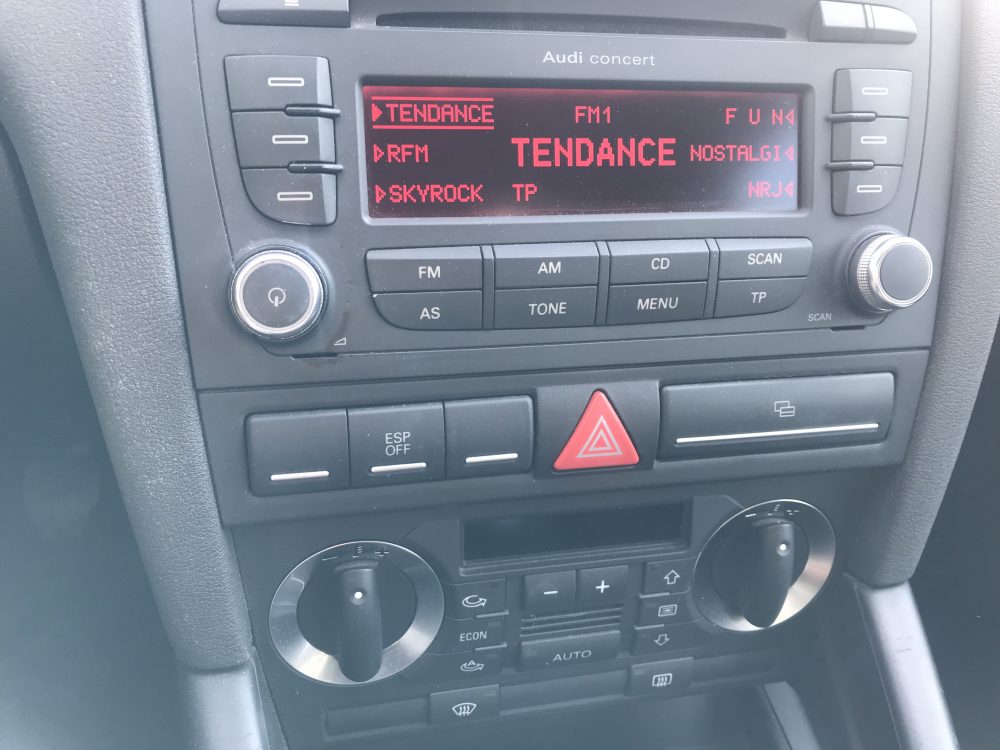 Audi concert
TENDANCE FM1 F U N
RFM TENDANCE NOSTALGI
SKYROCK TP NRJ
FM AM CD SCAN
AS TONE MENU TP
SCAN
ESP
OFF
- +
- +
- +
ECON
AUTO
A